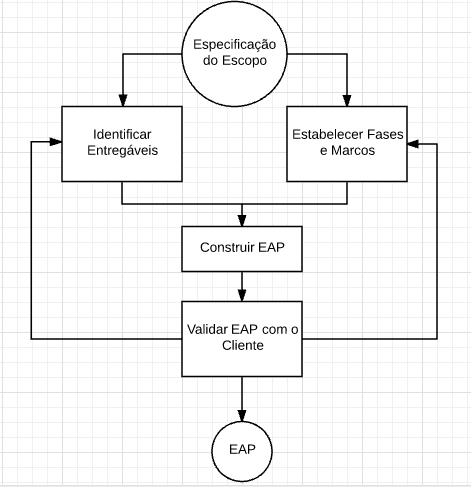 Especificação
do Escopo
Identificar
Entregáveis
Estabelecer Fases
e Marcos
Construir EAP
Validar EAP com o
Cliente
EAP